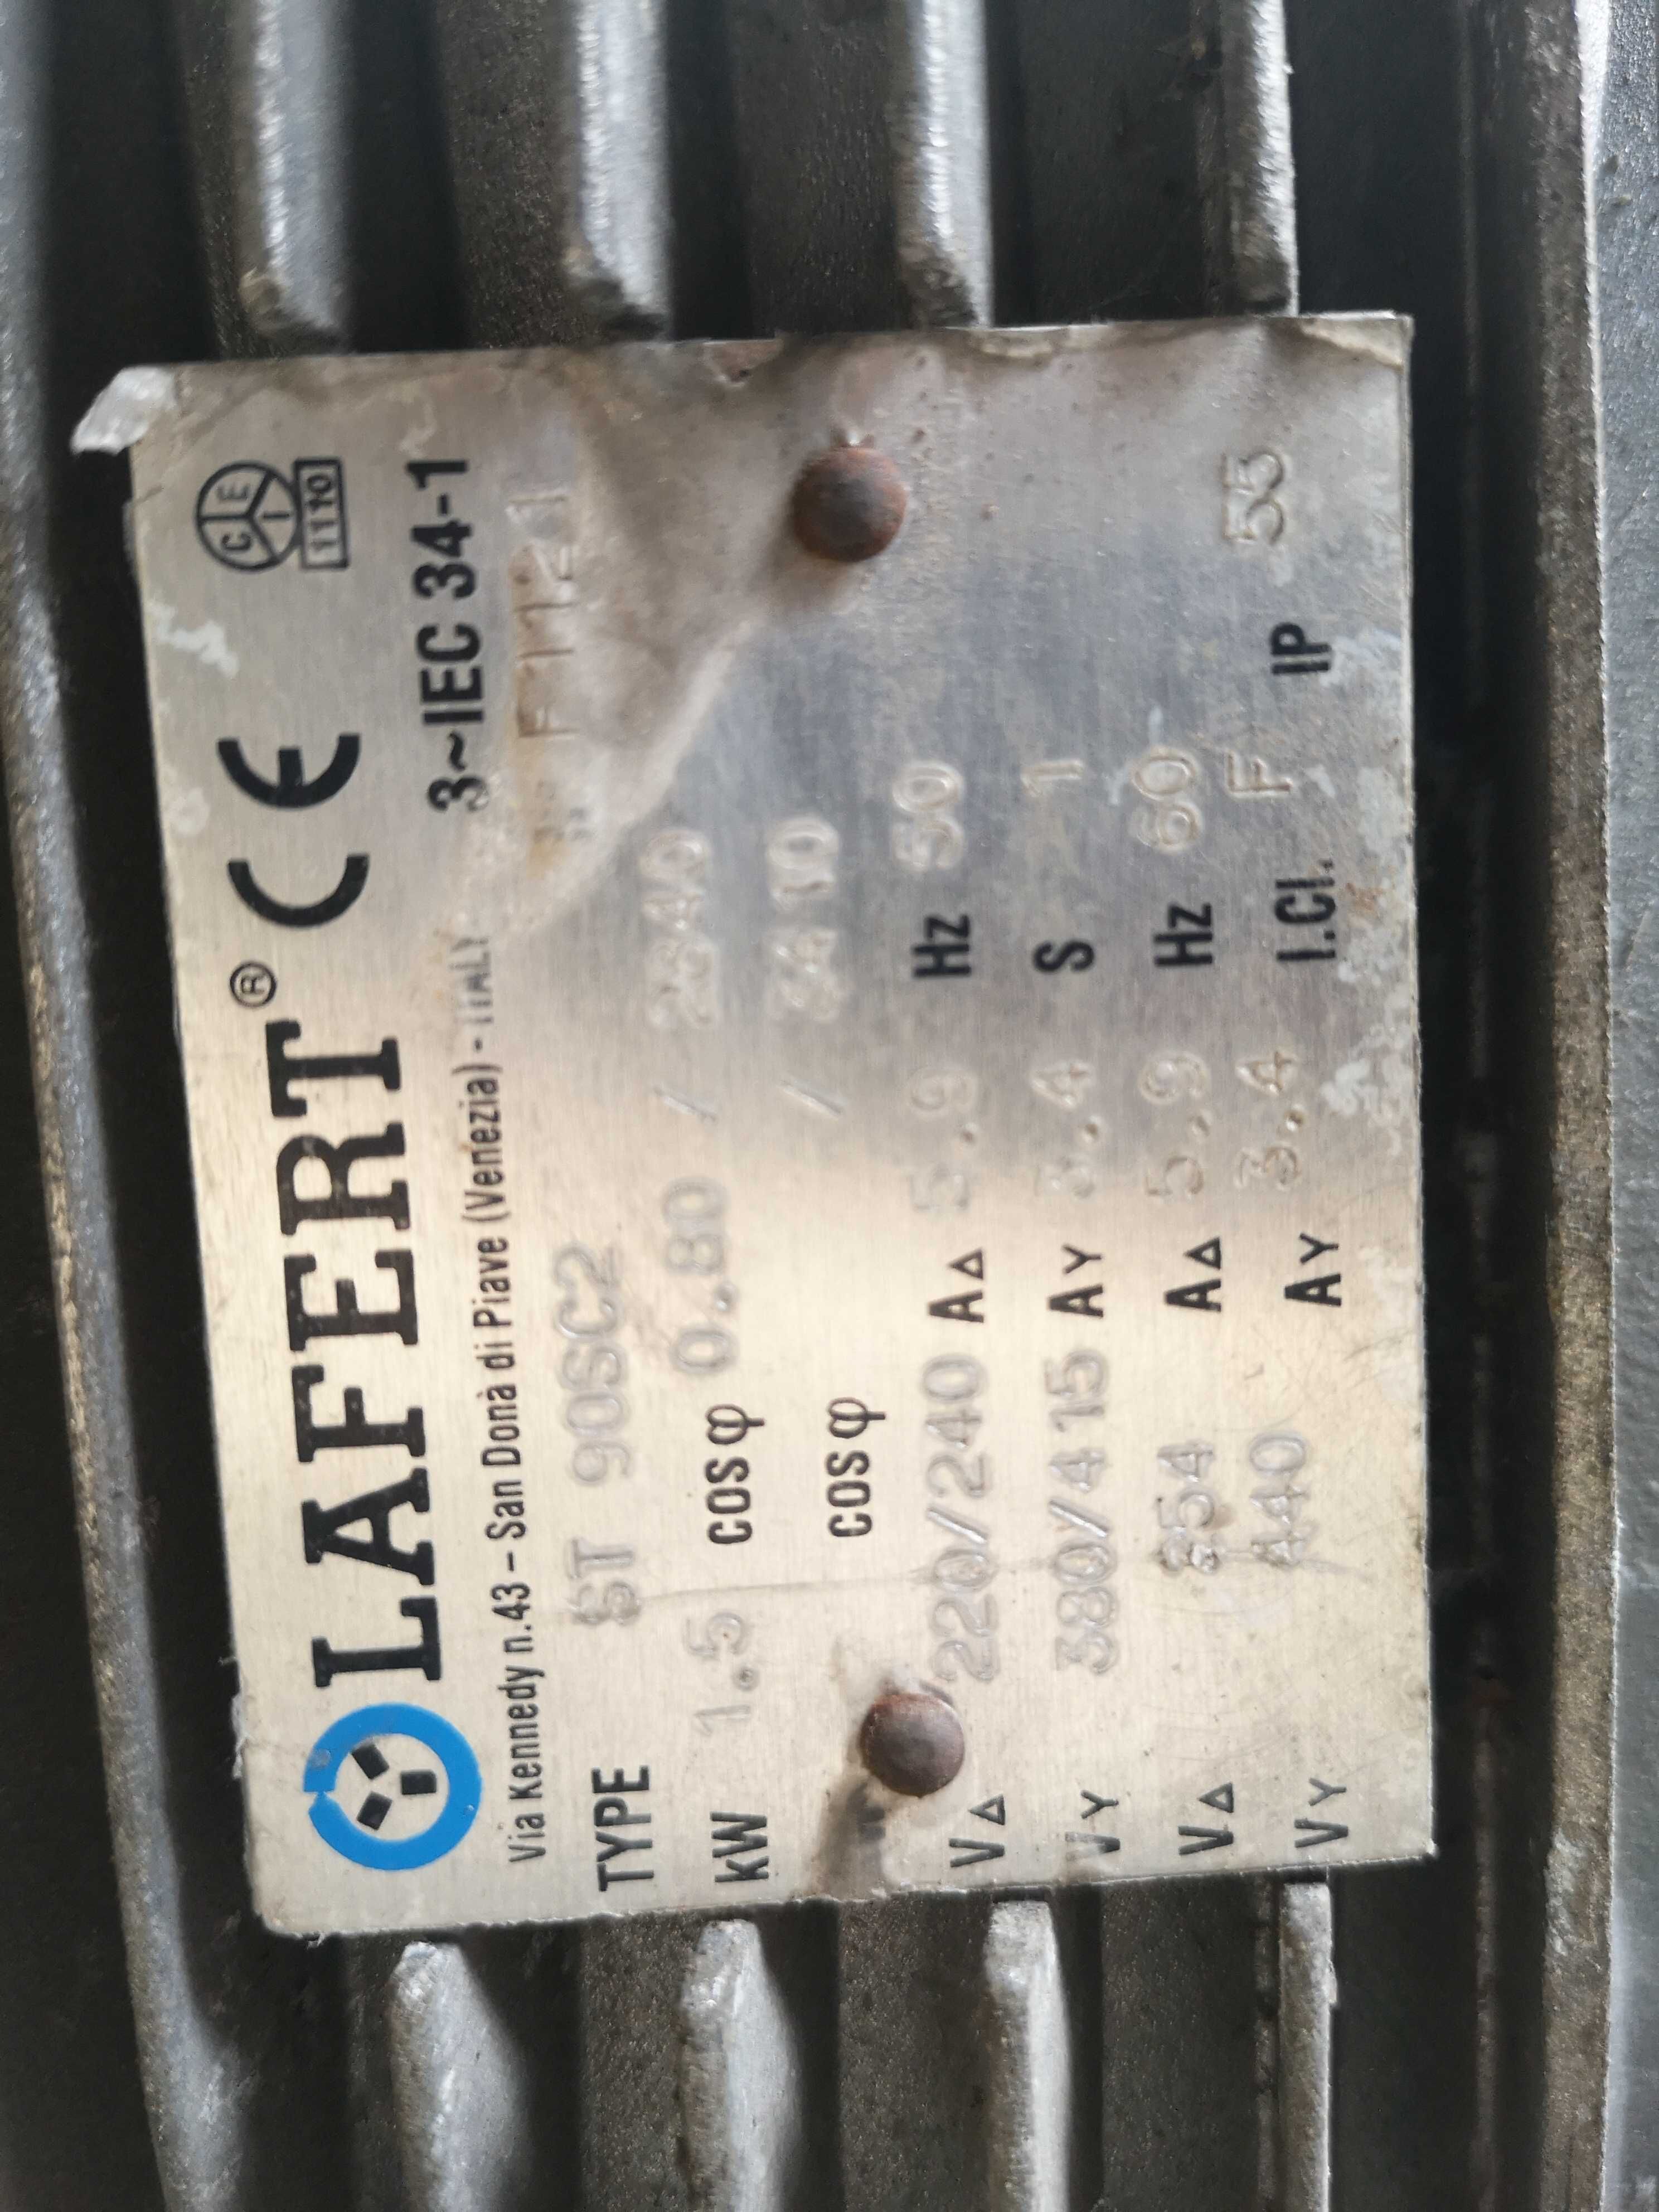 LAFERT® CE CEI 1110
Via Kennedy n.43 - San Donà di Piave (Venezia) - ITALY 3~IEC 34-1
TYPE ST 90SC2
kW 1.5 cosφ 0.80 / 2840
cosφ / 3410
V△ 220/240 A△ 5.9 Hz 50
VY 380/415 AY 3.4 S 1
V△ 254 A△ 5.9 Hz 60
VY 440 AY 3.4 I.Cl. F IP 55